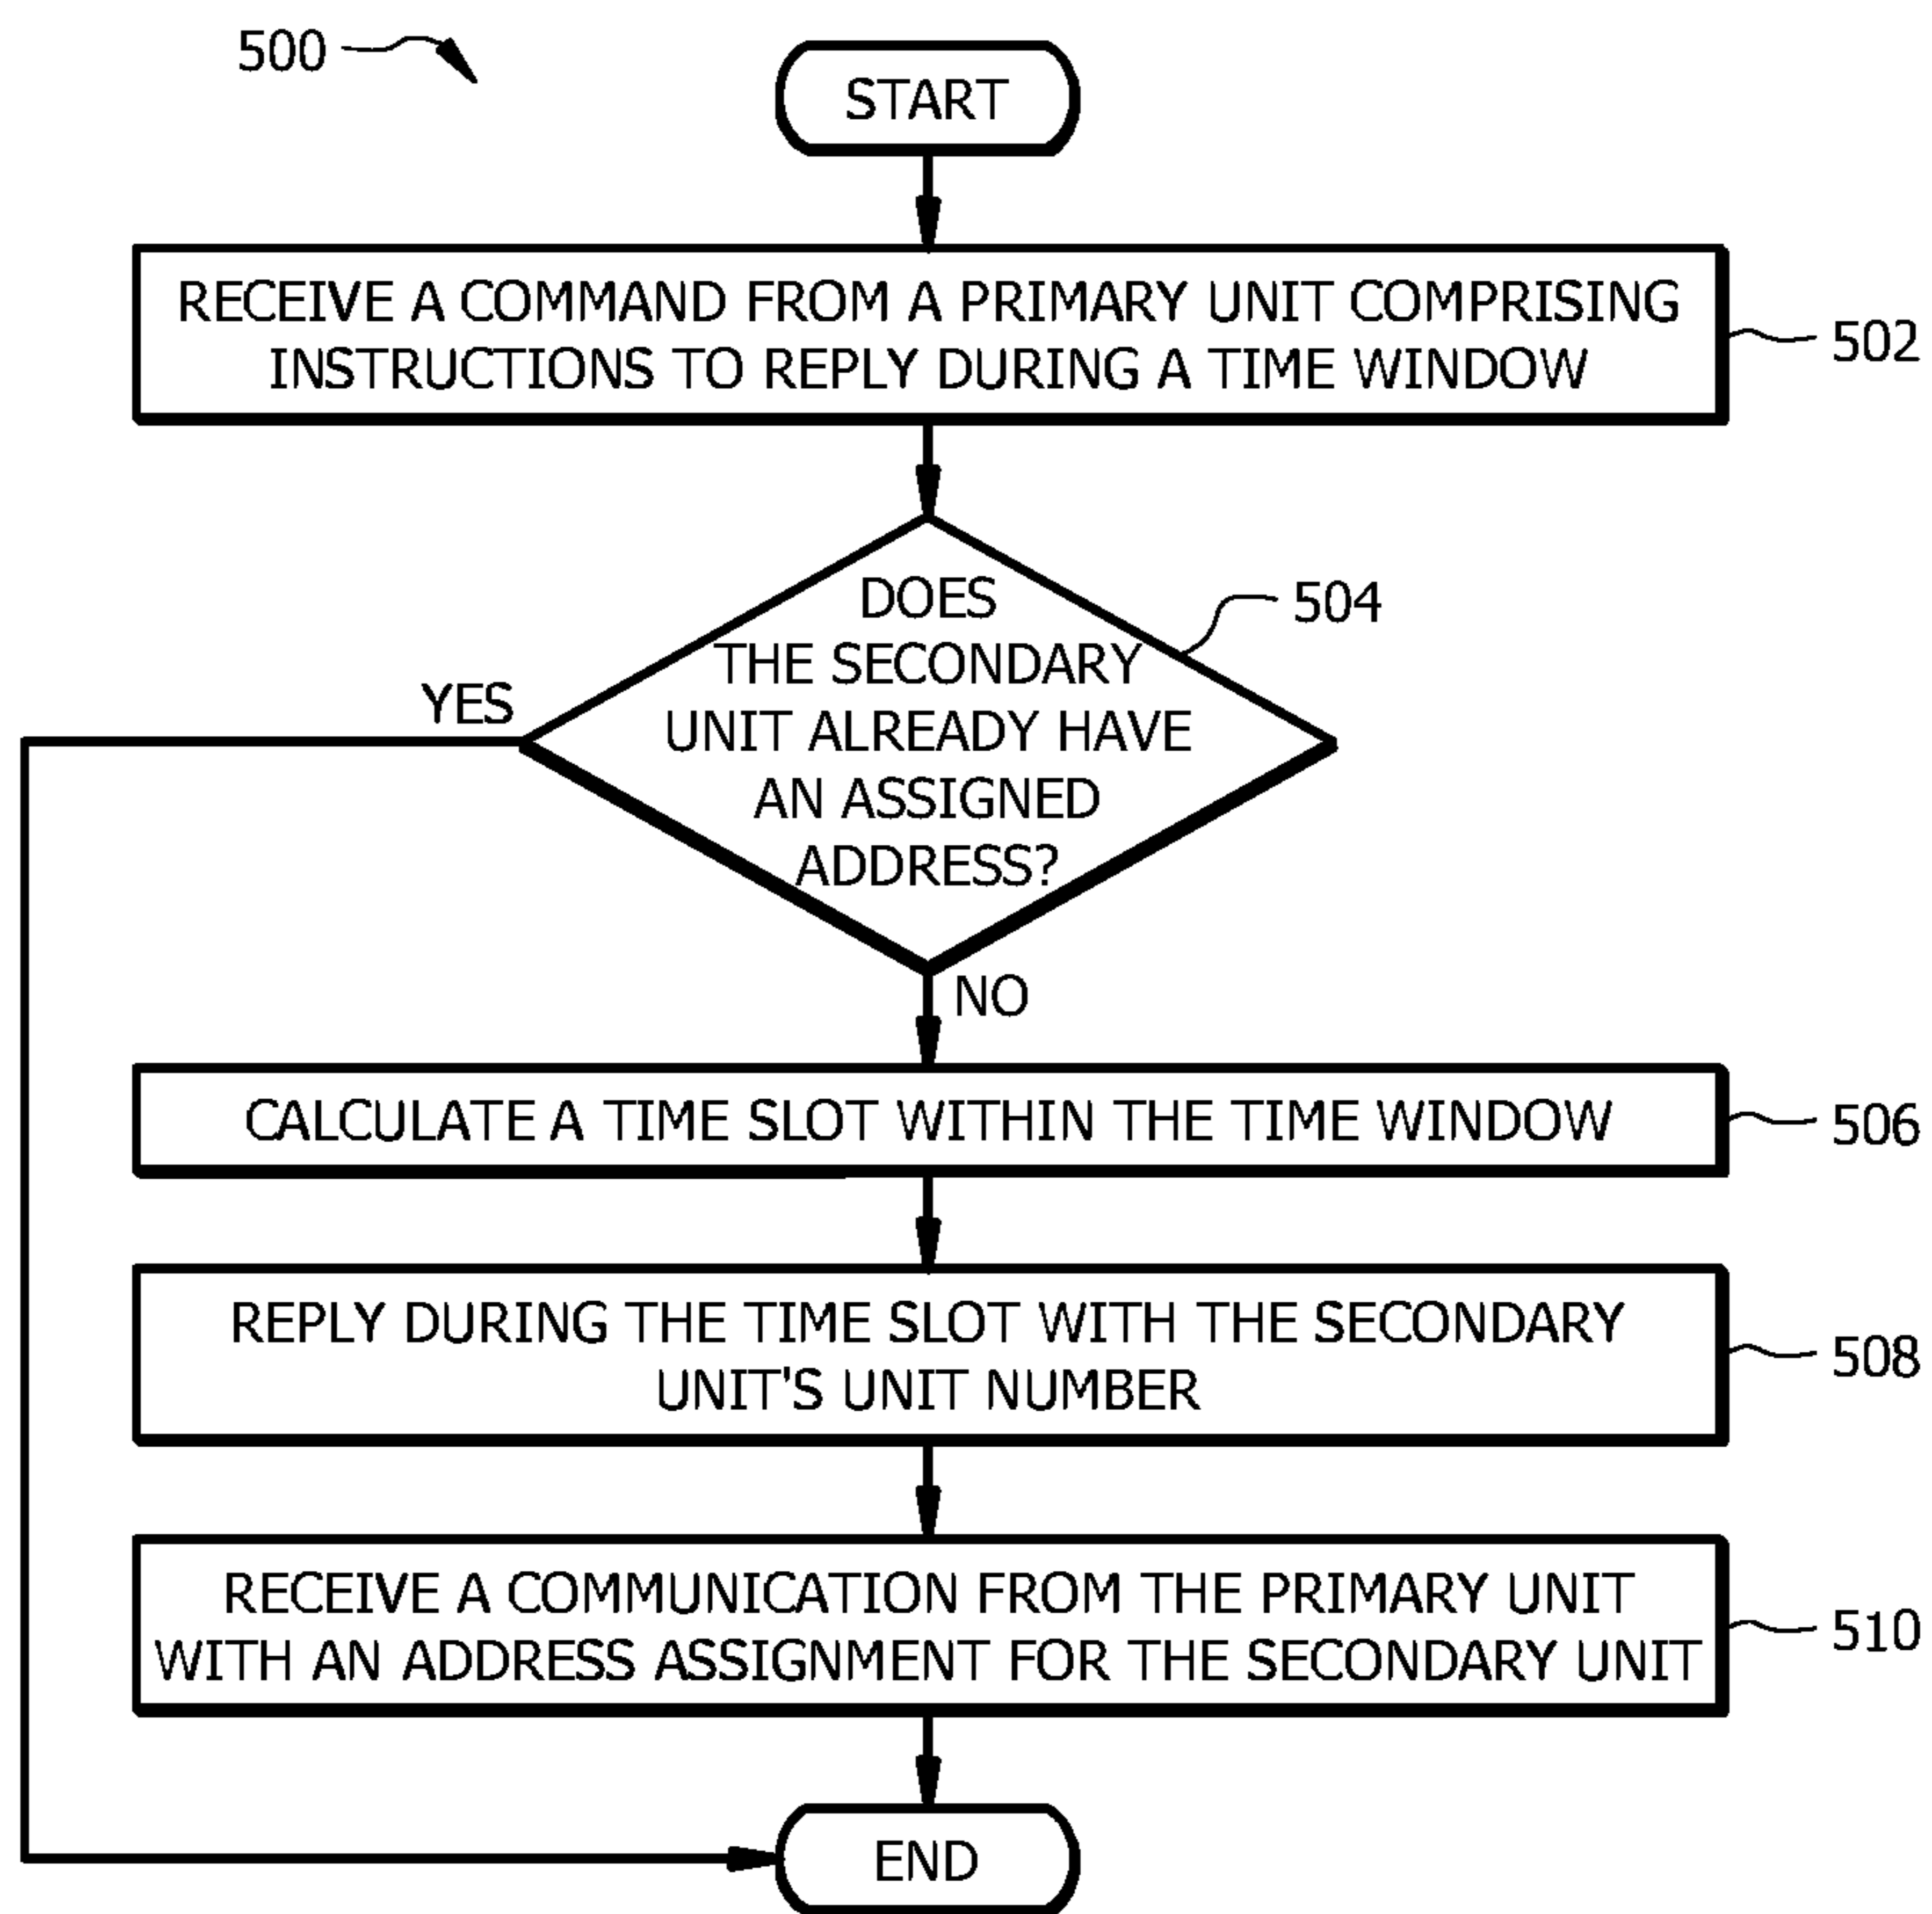 500
START
RECEIVE A COMMAND FROM A PRIMARY UNIT COMPRISING
INSTRUCTIONS TO REPLY DURING A TIME WINDOW
502
DOES
THE SECONDARY
UNIT ALREADY HAVE
AN ASSIGNED
ADDRESS?
504
YES
NO
CALCULATE A TIME SLOT WITHIN THE TIME WINDOW
506
REPLY DURING THE TIME SLOT WITH THE SECONDARY
UNIT'S UNIT NUMBER
508
RECEIVE A COMMUNICATION FROM THE PRIMARY UNIT
WITH AN ADDRESS ASSIGNMENT FOR THE SECONDARY UNIT
510
END